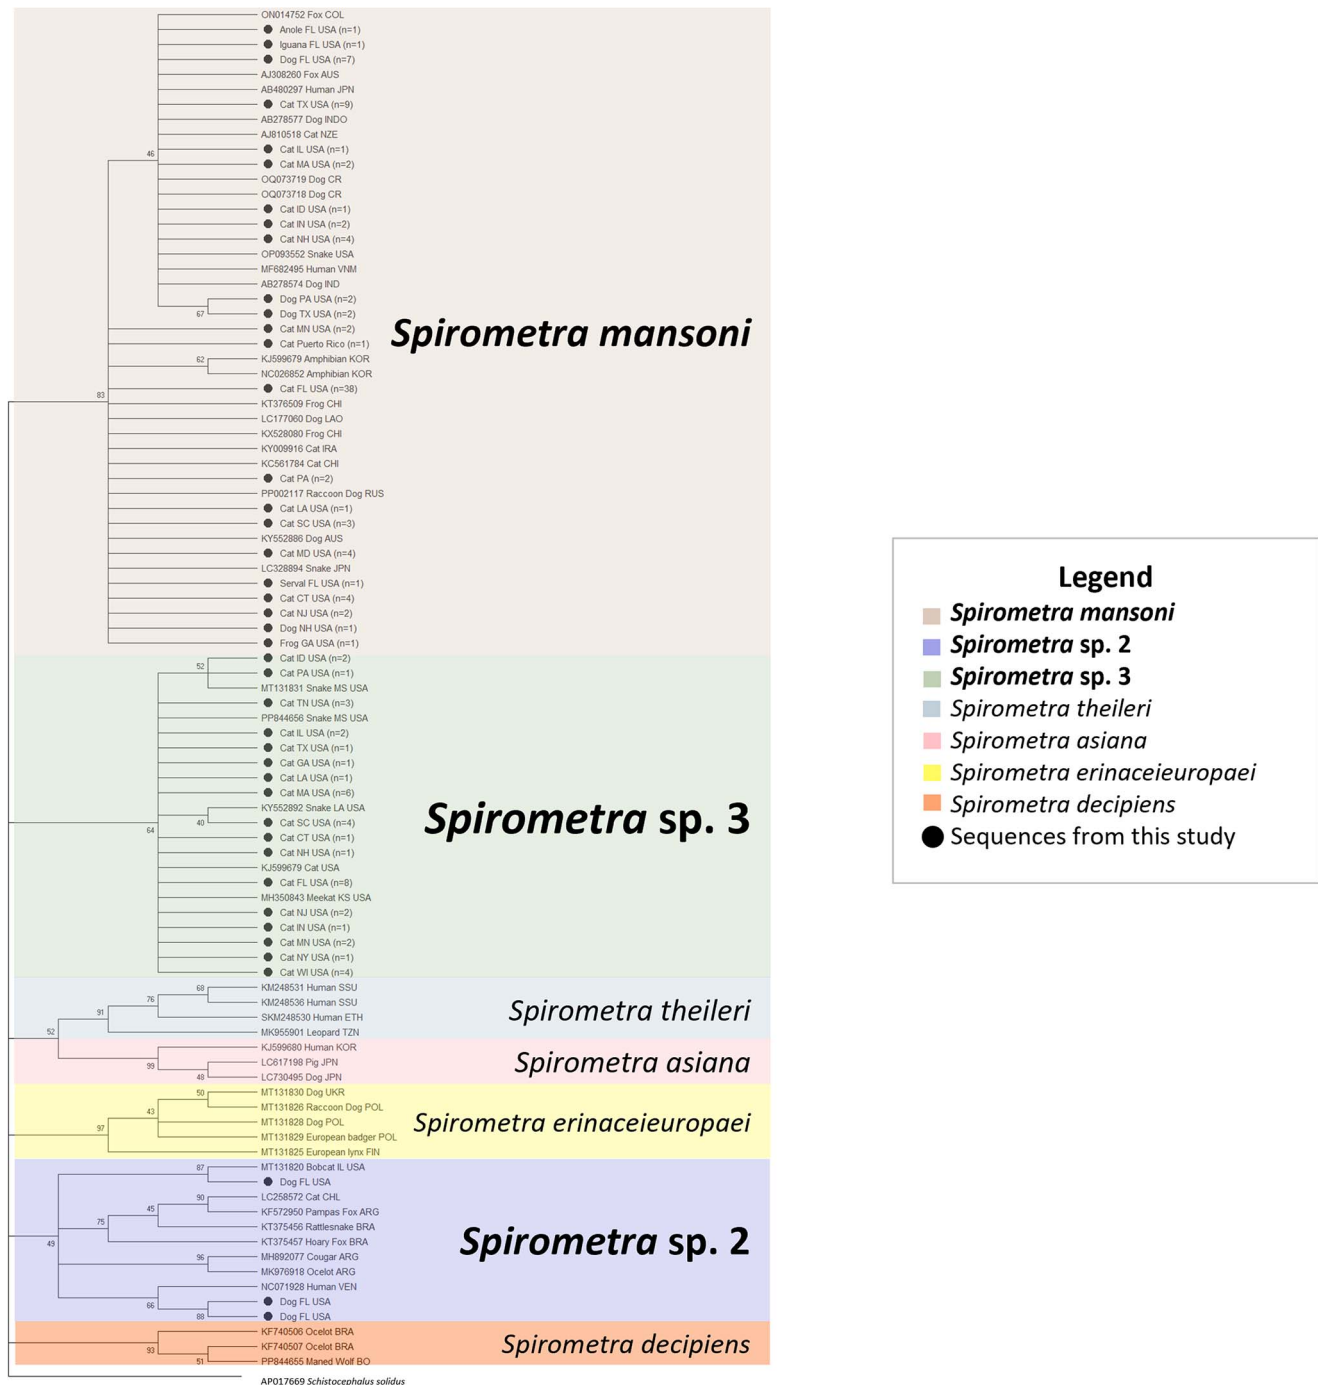 ON014752 Fox COL
Anole FL USA (n=1)
Iguana FL USA (n=1)
Dog FL USA (n=7)
AJ308260 Fox AUS
AB480297 Human JPN
Cat TX USA (n=9)
AB278577 Dog INDO
AJ810518 Cat NZE
Cat IL USA (n=1)
46
Cat MA USA (n=2)
OQ073719 Dog CR
OQ073718 Dog CR
Cat ID USA (n=1)
Cat IN USA (n=2)
Cat NH USA (n=4)
OP093552 Snake USA
MF682495 Human VNM
AB278574 Dog IND
Dog PA USA (n=2)
67
Dog TX USA (n=2)
Cat MN USA (n=2)
Spirometra mansoni
Cat Puerto Rico (n=1)
62
KJ599679 Amphibian KOR
NC026852 Amphibian KOR
Cat FL USA (n=38)
83
KT376509 Frog CHI
LC177060 Dog LAO
KX528080 Frog CHI
KY009916 Cat IRA
KC561784 Cat CHI
Cat PA (n=2)
PP002117 Raccoon Dog RUS
Cat LA USA (n=1)
Cat SC USA (n=3)
KY552886 Dog AUS
Cat MD USA (n=4)
LC328894 Snake JPN
Serval FL USA (n=1)
Cat CT USA (n=4)
Cat NJ USA (n=2)
Dog NH USA (n=1)
Frog GA USA (n=1)
Cat ID USA (n=2)
52
Cat PA USA (n=1)
MT131831 Snake MS USA
Cat TN USA (n=3)
PP844656 Snake MS USA
Cat IL USA (n=2)
Cat TX USA (n=1)
Cat GA USA (n=1)
Cat LA USA (n=1)
Cat MA USA (n=6)
KY552892 Snake LA USA
40
Cat SC USA (n=4)
Spirometra sp. 3
64
Cat CT USA (n=1)
Cat NH USA (n=1)
KJ599679 Cat USA
Cat FL USA (n=8)
MH350843 Meekat KS USA
Cat NJ USA (n=2)
Cat IN USA (n=1)
Cat MN USA (n=2)
Cat NY USA (n=1)
Cat WI USA (n=4)
68
KM248531 Human SSU
76
KM248536 Human SSU
91
SKM248530 Human ETH
Spirometra theileri
MK955901 Leopard TZN
52
KJ599680 Human KOR
99
LC617198 Pig JPN
Spirometra asiana
48
LC730495 Dog JPN
50
MT131830 Dog UKR
43
MT131826 Raccoon Dog POL
MT131828 Dog POL
Spirometra erinaceieuropaei
97
MT131829 European badger POL
MT131825 European lynx FIN
87
MT131820 Bobcat IL USA
Dog FL USA
90
LC258572 Cat CHL
45
KF572950 Pampas Fox ARG
75
KT375456 Rattlesnake BRA
49
KT375457 Hoary Fox BRA
Spirometra sp. 2
96
MH892077 Cougar ARG
MK976918 Ocelot ARG
NC071928 Human VEN
66
Dog FL USA
88
Dog FL USA
KF740506 Ocelot BRA
93
KF740507 Ocelot BRA
Spirometra decipiens
51
PP844655 Maned Wolf BO
AP017669 Schistocephalus solidus
Legend
Spirometra mansoni
Spirometra sp. 2
Spirometra sp. 3
Spirometra theileri
Spirometra asiana
Spirometra erinaceieuropaei
Spirometra decipiens
Sequences from this study